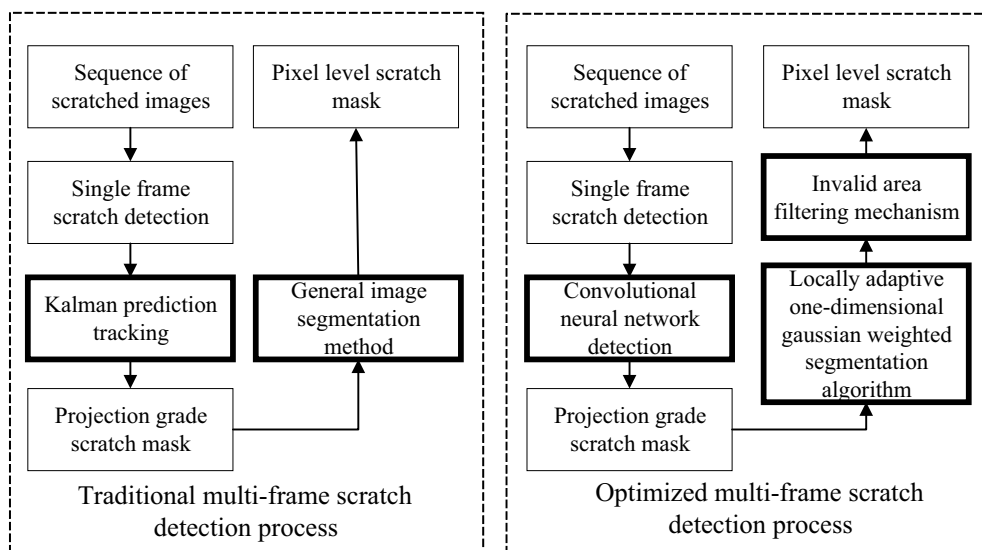 Sequence of
scratched images
Single frame
scratch detection
Kalman prediction
tracking
Projection grade
scratch mask
Pixel level scratch
mask
General image
segmentation
method
Traditional multi-frame scratch
detection process
Sequence of
scratched images
Single frame
scratch detection
Convolutional
neural network
detection
Projection grade
scratch mask
Pixel level scratch
mask
Invalid area
filtering mechanism
Locally adaptive
one-dimensional
gaussian weighted
segmentation
algorithm
Optimized multi-frame scratch
detection process